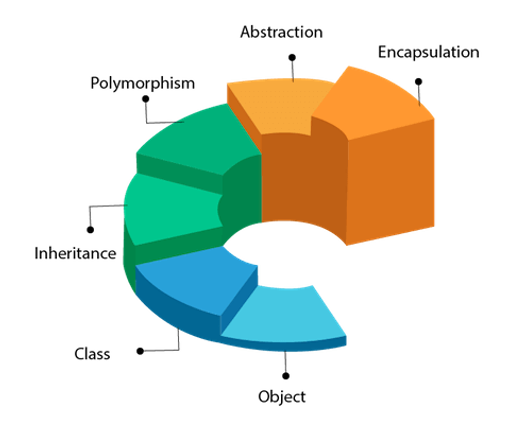 Abstraction
Encapsulation
Polymorphism
Inheritance
Class
Object